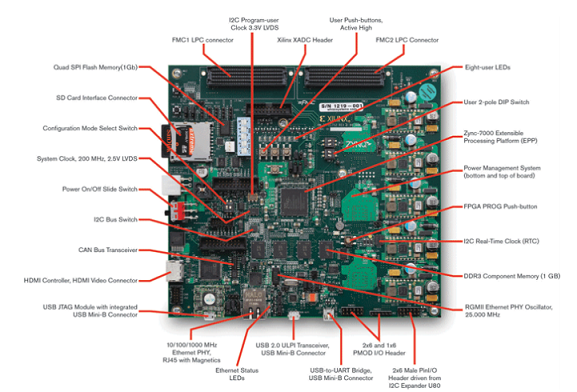 I2C Program-user
Clock 3.3V LVDS
User Push-buttons,
Active High
FMC1 LPC connector
Xilinx XADC Header
FMC2 LPC Connector
Quad SPI Flash Memory(1Gb)
Eight-user LEDs
SD Card Interface Connector
User 2-pole DIP Switch
S/N 1219-001
XILINX
ZYNQ
Configuration Mode Select Switch
Zync-7000 Extensible
Processing Platform (EPP)
System Clock, 200 MHz, 2.5V LVDS
Power Management System
(bottom and top of board)
Power On/Off Slide Switch
FPGA PROG Push-button
I2C Bus Switch
I2C Real-Time Clock (RTC)
CAN Bus Transceiver
DDR3 Component Memory (1 GB)
HDMI Controller, HDMI Video Connector
HALO
USB JTAG Module with integrated
USB Mini-B Connector
RGMII Ethernet PHY Oscillator,
25.000 MHz
10/100/1000 MHz
Ethernet PHY,
RJ45 with Magnetics
Ethernet Status
LEDs
USB 2.0 ULPI Transceiver,
USB Mini-B Connector
USB-to-UART Bridge,
USB Mini-B Connector
2x6 and 1x6
PMOD I/O Header
2x6 Male PinI/O
Header driven from
I2C Expander U80